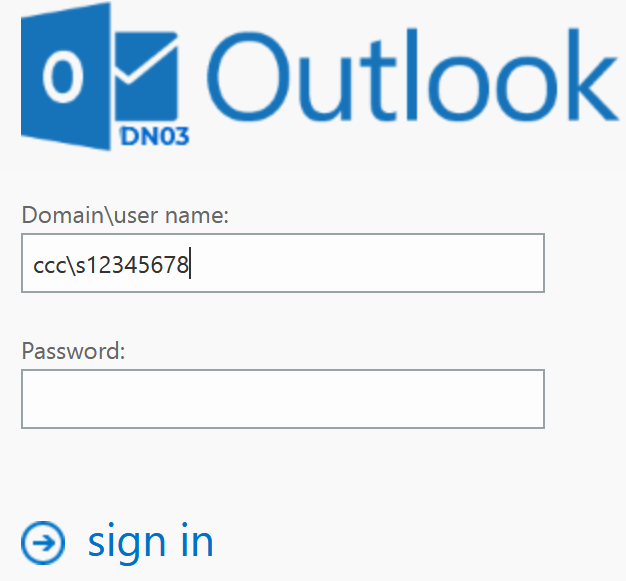 Outlook
DN03
Domain\user name:
ccc\s12345678
Password:
sign in